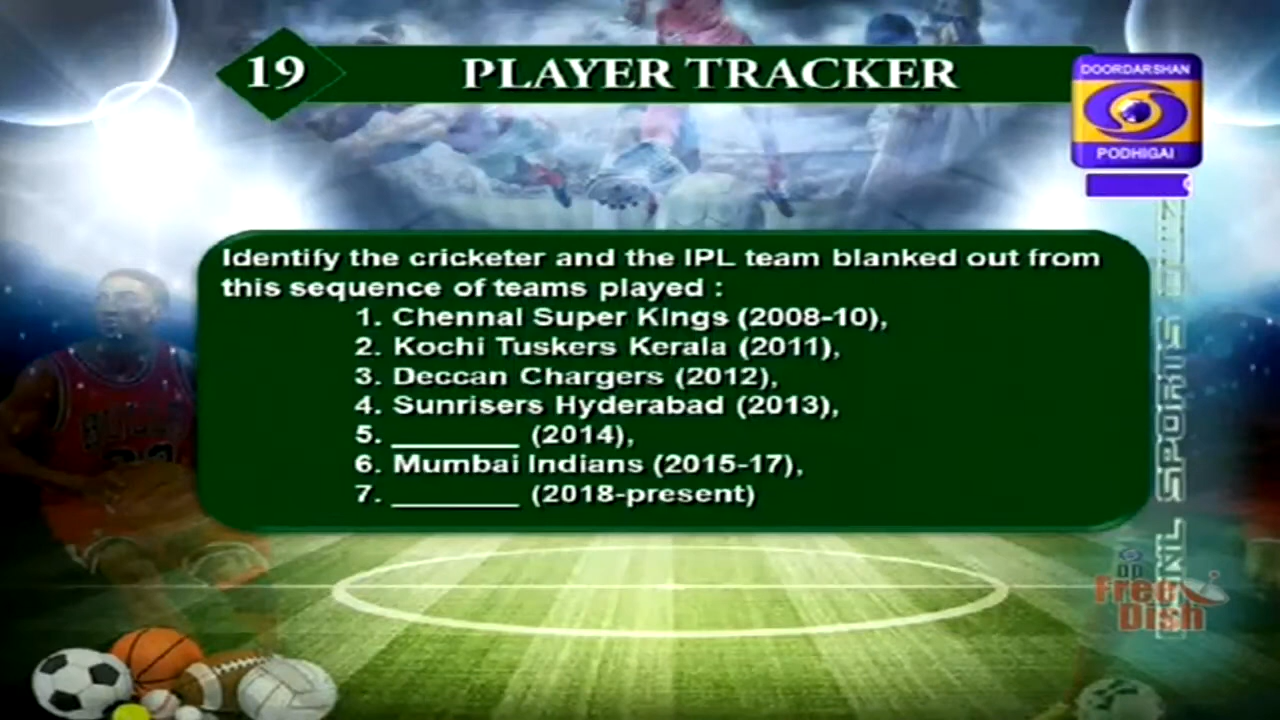 19 PLAYER TRACKER
DOORDARSHAN
PODHIGAI
Identify the cricketer and the IPL team blanked out from
this sequence of teams played :
1. Chennai Super Kings (2008-10),
2. Kochi Tuskers Kerala (2011),
3. Deccan Chargers (2012),
4. Sunrisers Hyderabad (2013),
5. ________ (2014),
6. Mumbai Indians (2015-17),
7. ________ (2018-present)
SPORTS
DD
Free
Dish